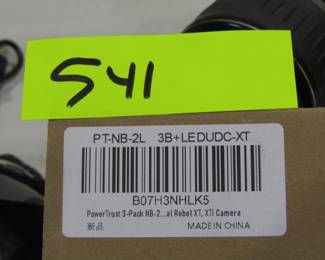 541
PT-NB-2L 3B+LEDUDC-XT
B07H3NHLK5
PowerTrust 3-Pack NB-2...al Rebel XT, XTi Camera
新品 MADE IN CHINA